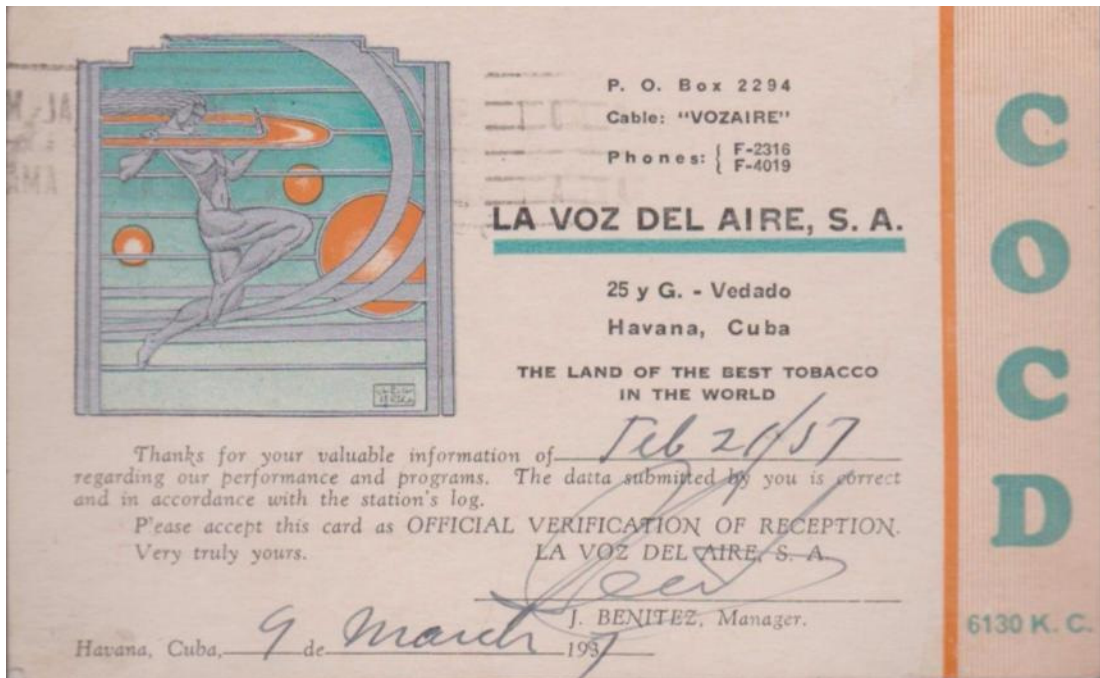 P. O. Box 2294
Cable: "VOZAIRE"
Phones: { F-2316
F-4019
LA VOZ DEL AIRE, S. A.
25 y G. - Vedado
Havana, Cuba
THE LAND OF THE BEST TOBACCO
IN THE WORLD
Thanks for your valuable information of Feb 21/37
regarding our performance and programs. The datta submitted by you is correct
and in accordance with the station's log.
P'ease accept this card as OFFICIAL VERIFICATION OF RECEPTION.
Very truly yours. LA VOZ DEL AIRE, S. A.
J. BENITEZ, Manager.
Havana, Cuba, 9 de March 1937
COCD
6130 K. C.